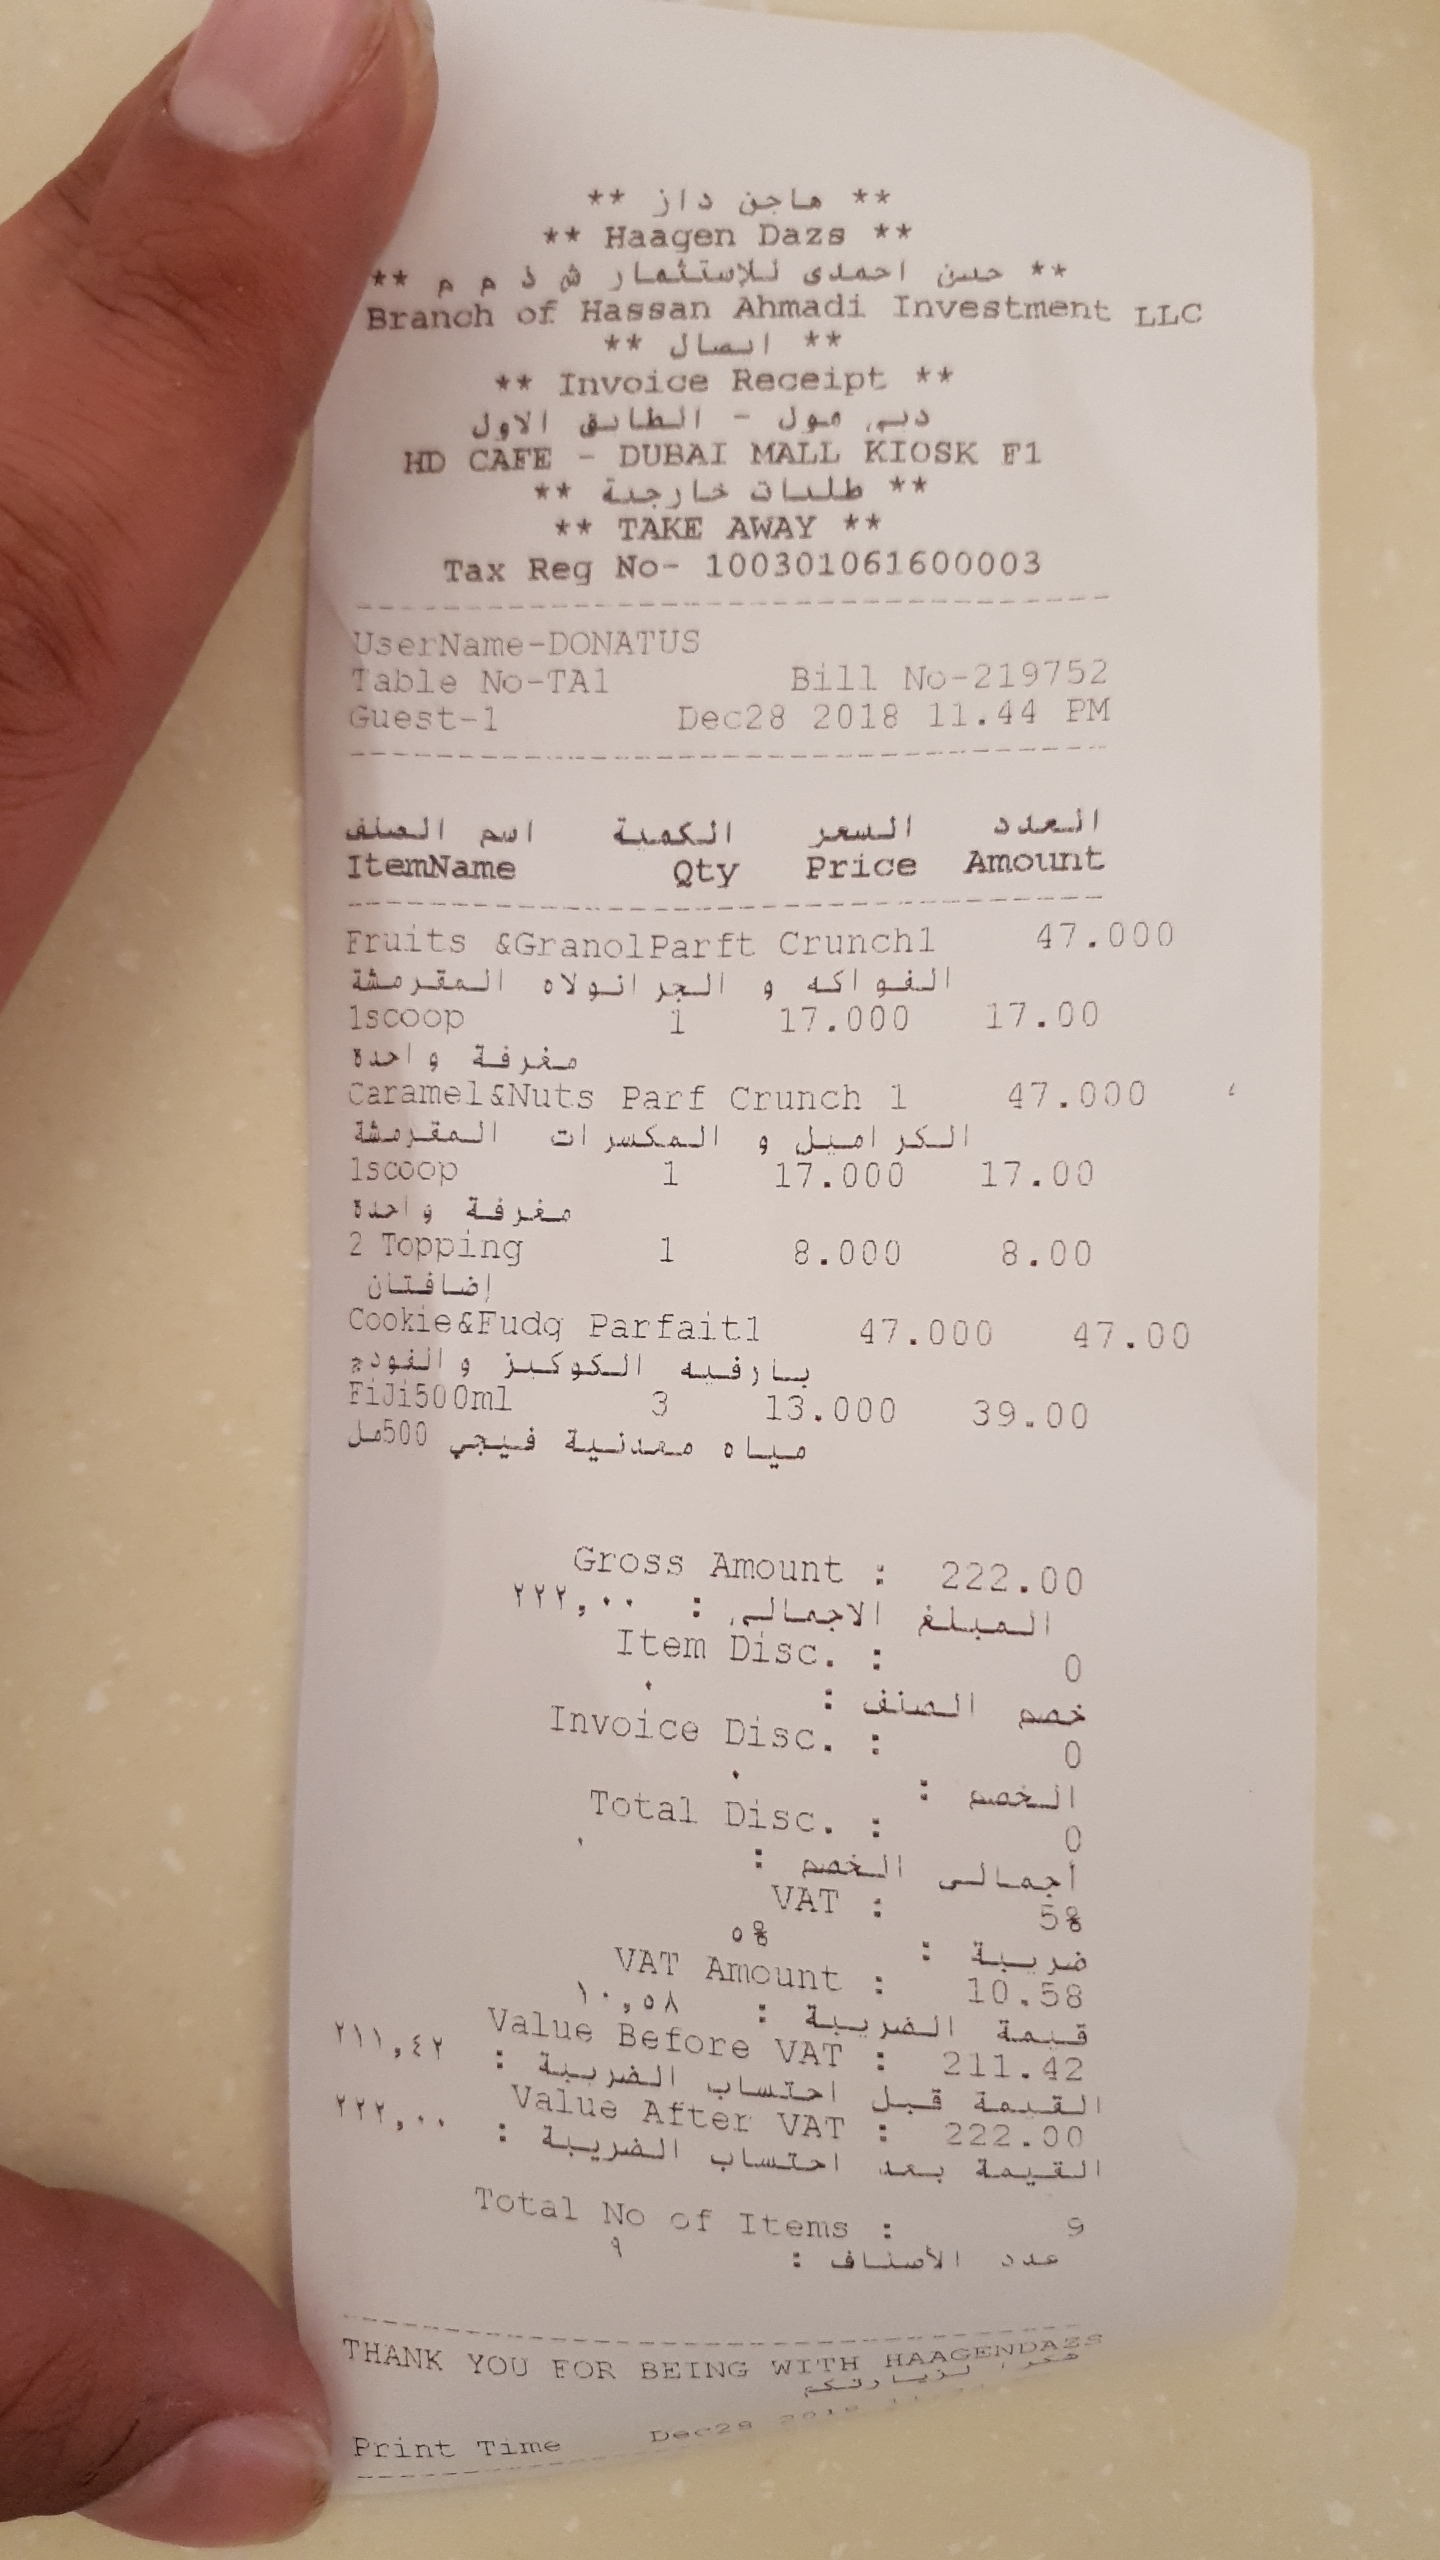 ** هاجن داز **
** Haagen Dazs **
** حسن احمدى للإستثمار ش ذ م م **
Branch of Hassan Ahmadi Investment LLC
** اتصال **
** Invoice Receipt **
دبي مول - الطابق الاول
HD CAFE - DUBAI MALL KIOSK F1
** طلبات خارجية **
** TAKE AWAY **
Tax Reg No- 100301061600003
UserName-DONATUS
Table No-TA1 Bill No-219752
Guest-1 Dec28 2018 11.44 PM
اسم الصنف الكمية السعر العدد
ItemName Qty Price Amount
Fruits &GranolParft Crunch1 47.000
الفواكه و الجرانولاه المقرمشة
1scoop 1 17.000 17.00
مغرفة واحدة
Caramel&Nuts Parf Crunch 1 47.000
الكراميل و المكسرات المقرمشة
1scoop 1 17.000 17.00
مغرفة واحدة
2 Topping 1 8.000 8.00
إضافتان
Cookie&Fudg Parfait1 47.000 47.00
بارفيه الكوكيز والفودج
FiJi500ml 3 13.000 39.00
مياه معدنية فيجي 500مل
Gross Amount : 222.00
المبلغ الاجمالي : ٢٢٢,٠٠
Item Disc. : 0
خصم الصنف : ٠
Invoice Disc. : 0
الخصم : ٠
Total Disc. : 0
أجمالى الخصم : ٠
VAT : 5%
ضريبة : ٥%
VAT Amount : 10.58
قيمة الضريبة : ١٠,٥٨
Value Before VAT : 211.42
القيمة قبل احتساب الضريبة : ٢١١,٤٢
Value After VAT : 222.00
القيمة بعد احتساب الضريبة : ٢٢٢,٠٠
Total No of Items : 9
عدد الأصناف : ٩
THANK YOU FOR BEING WITH HAAGENDAZS
شكرا لزيارتكم
Print Time Dec28 2018